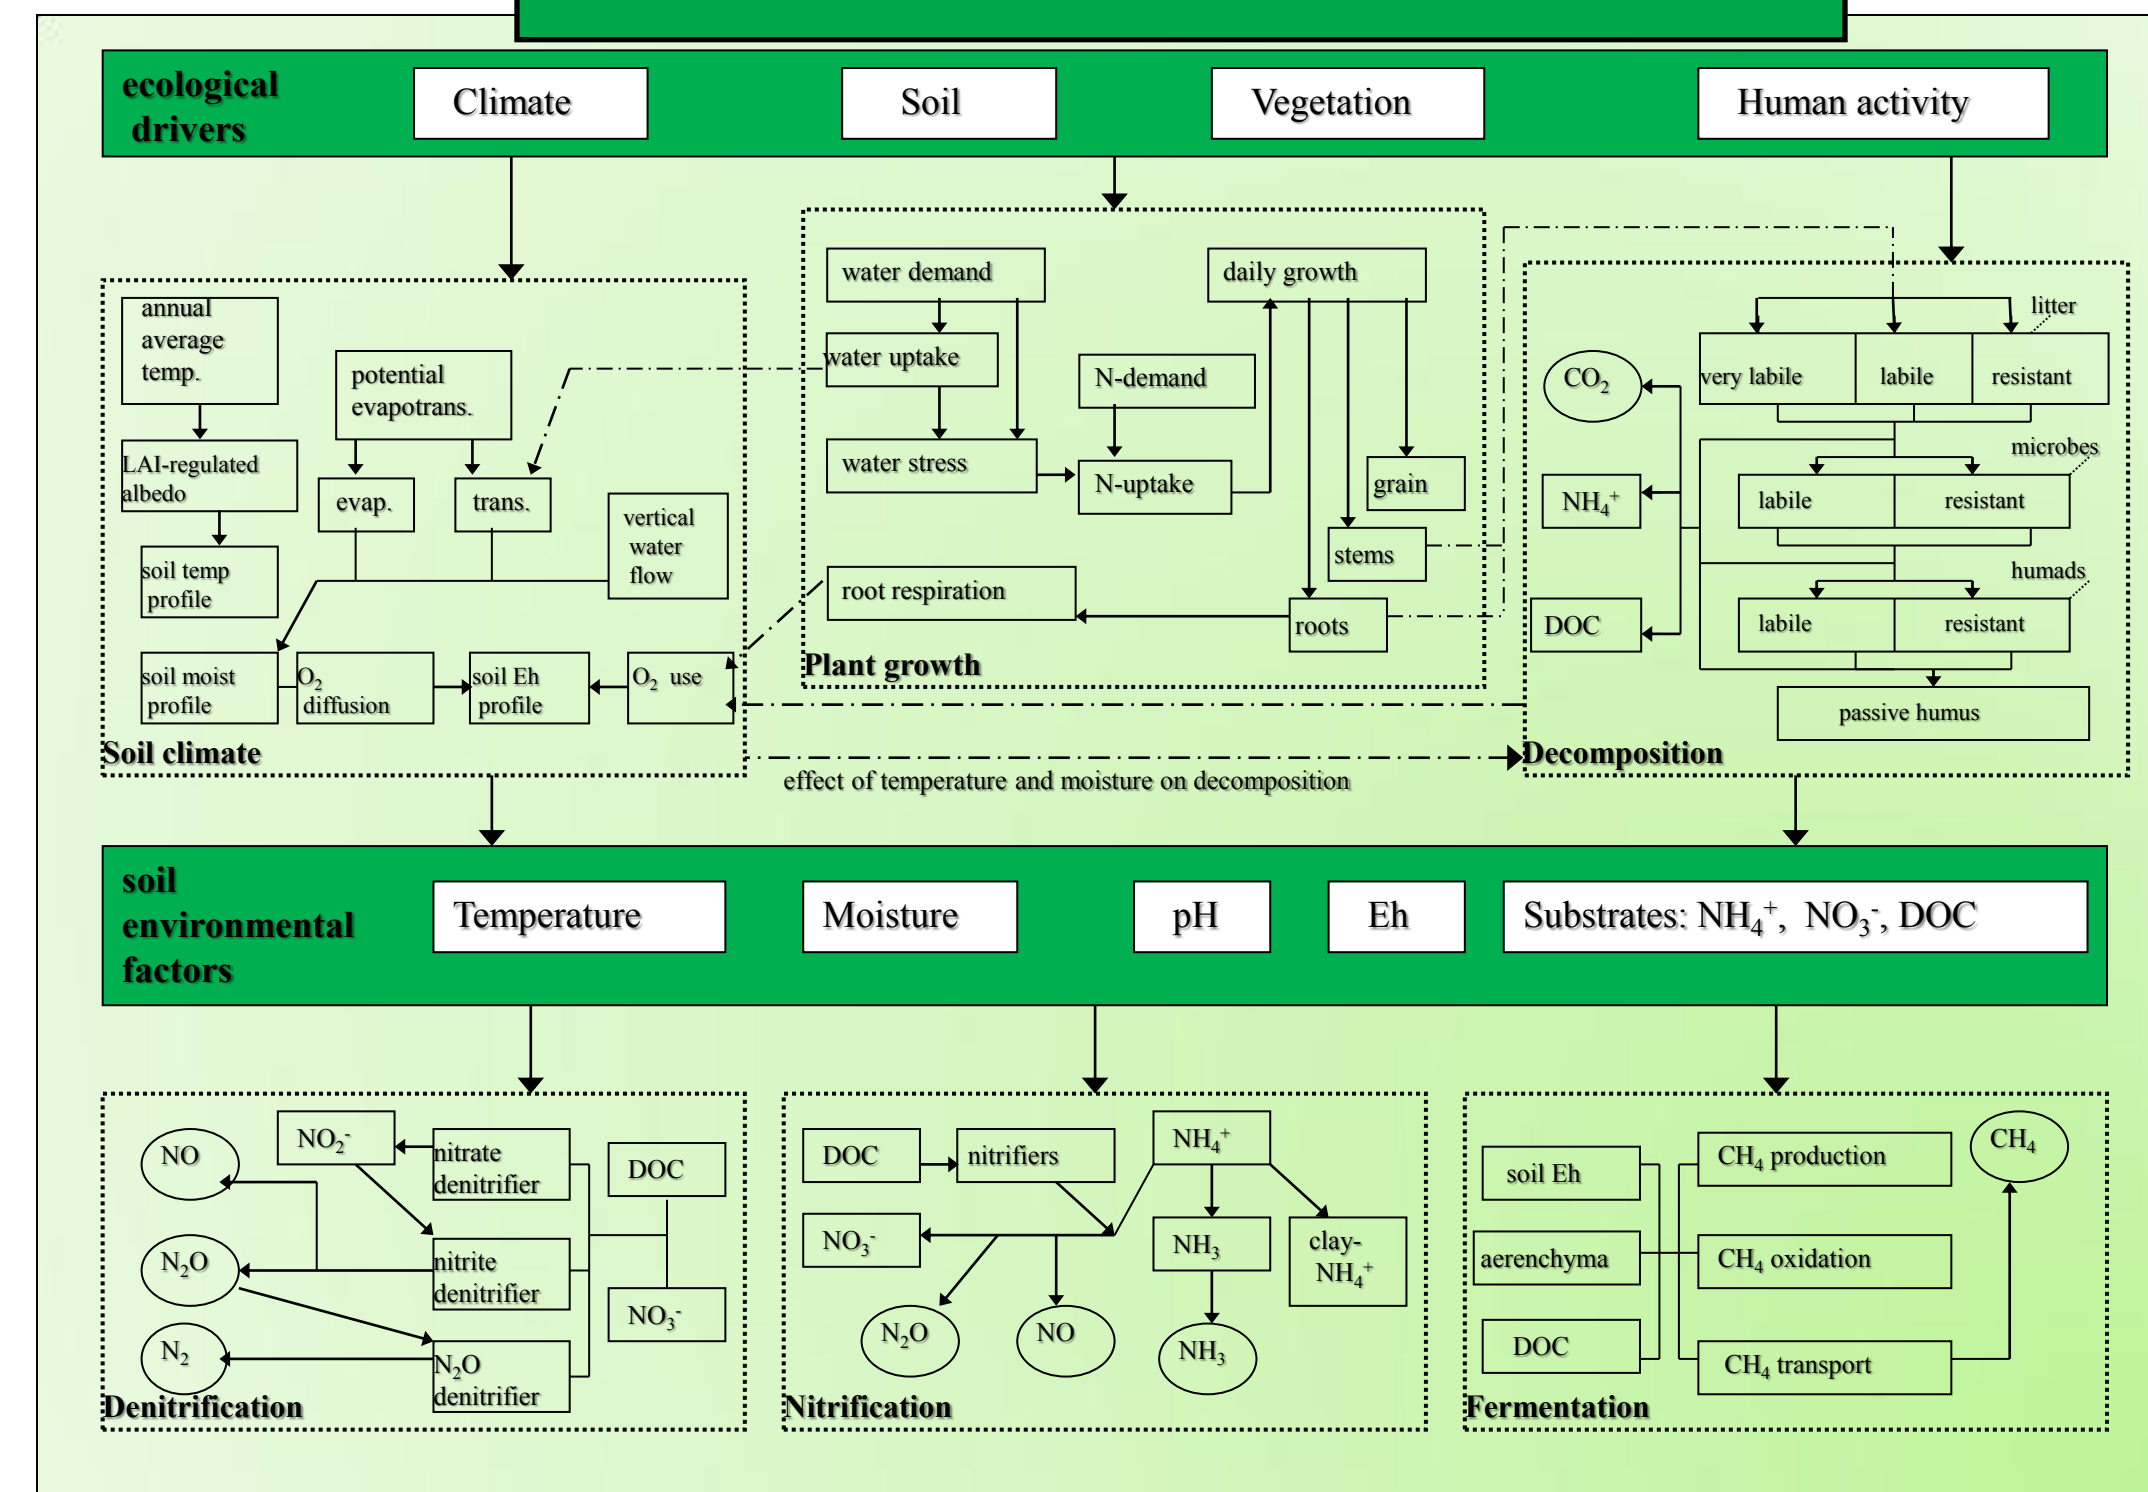 ecological
drivers
Climate
Soil
Vegetation
Human activity
annual
average
temp.
potential
evapotrans.
LAI-regulated
albedo
evap.
trans.
vertical
water
flow
soil temp
profile
soil moist
profile
O₂
diffusion
soil Eh
profile
O₂ use
Soil climate
water demand
daily growth
water uptake
N-demand
water stress
N-uptake
grain
stems
root respiration
roots
Plant growth
litter
CO₂
very labile
labile
resistant
microbes
NH₄⁺
labile
resistant
humads
DOC
labile
resistant
passive humus
Decomposition
effect of temperature and moisture on decomposition
soil
environmental
factors
Temperature
Moisture
pH
Eh
Substrates: NH₄⁺, NO₃⁻, DOC
NO
NO₂⁻
nitrate
denitrifier
DOC
N₂O
nitrite
denitrifier
NO₃⁻
N₂
N₂O
denitrifier
Denitrification
DOC
nitrifiers
NH₄⁺
NO₃⁻
NH₃
clay-
NH₄⁺
N₂O
NO
NH₃
Nitrification
soil Eh
CH₄ production
CH₄
aerenchyma
CH₄ oxidation
DOC
CH₄ transport
Fermentation